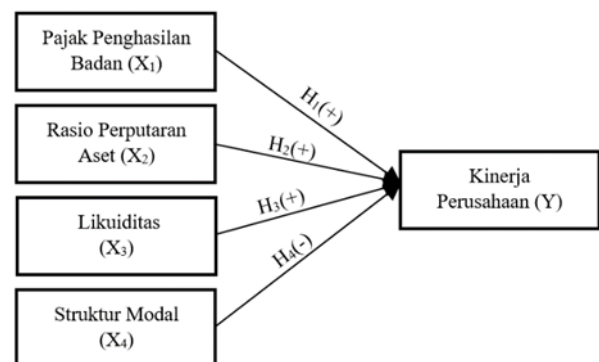 Pajak Penghasilan
Badan (X₁)
H₁(+)
Rasio Perputaran
Aset (X₂)
H₂(+)
Kinerja
Perusahaan (Y)
H₃(+)
Likuiditas
(X₃)
H₄(-)
Struktur Modal
(X₄)